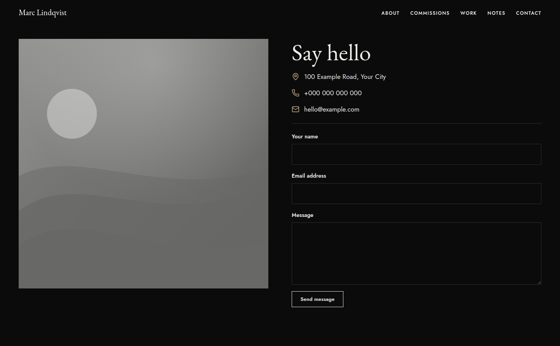 Marc Lindqvist
ABOUT COMMISSIONS WORK NOTES CONTACT
Say hello
100 Example Road, Your City
+000 000 000 000
hello@example.com
Your name
Email address
Message
Send message